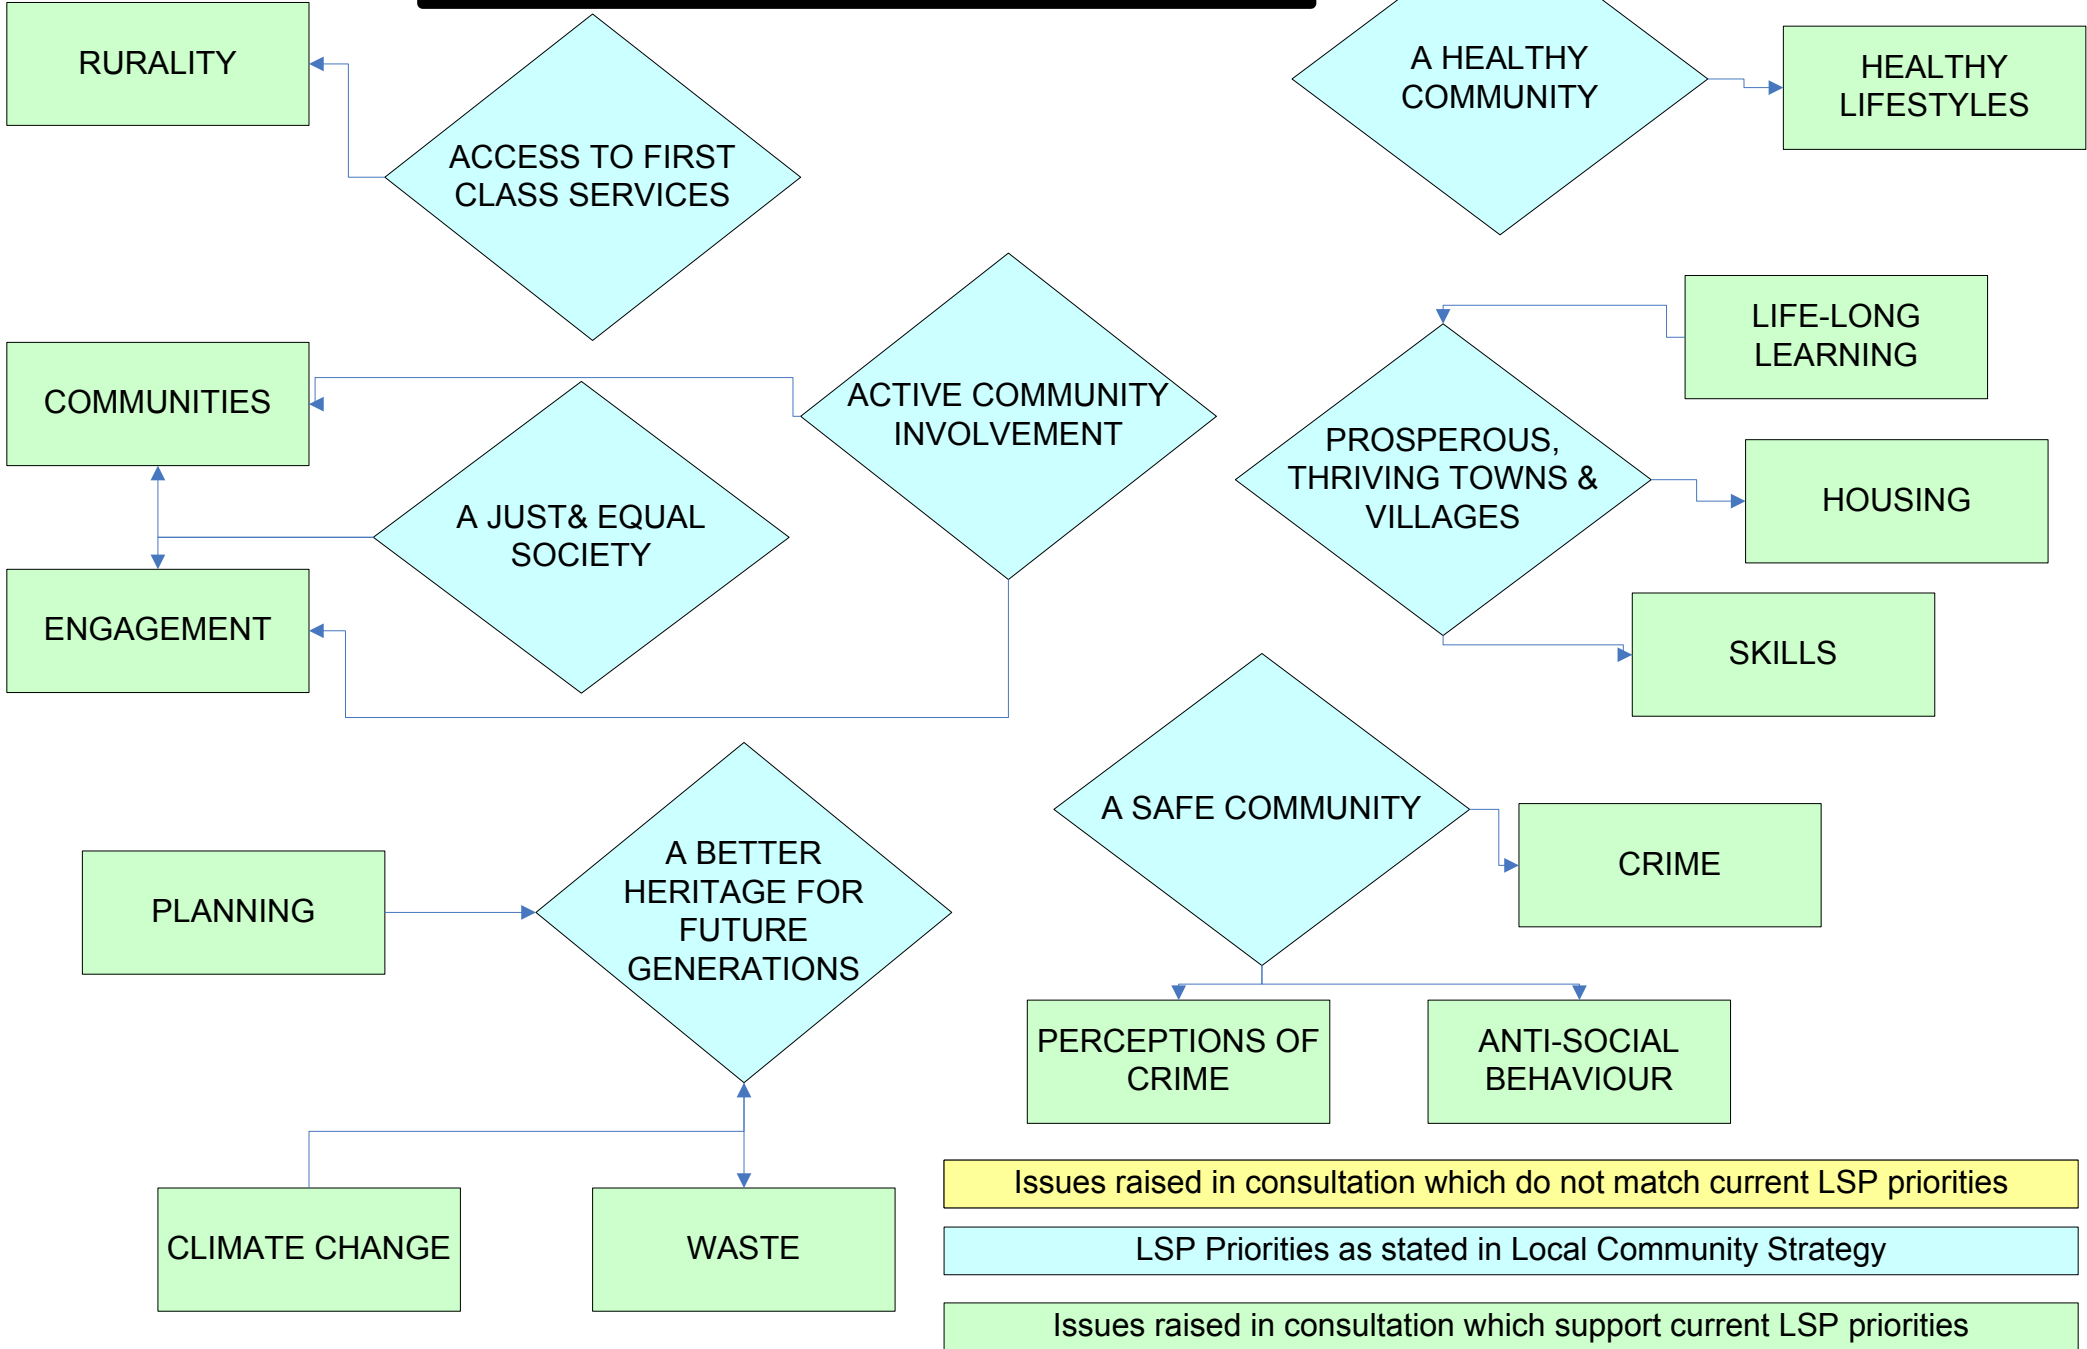 RURALITY
A HEALTHY
COMMUNITY
HEALTHY
LIFESTYLES
ACCESS TO FIRST
CLASS SERVICES
LIFE-LONG
LEARNING
COMMUNITIES
ACTIVE COMMUNITY
INVOLVEMENT
PROSPEROUS,
THRIVING TOWNS &
VILLAGES
HOUSING
A JUST& EQUAL
SOCIETY
ENGAGEMENT
SKILLS
A SAFE COMMUNITY
CRIME
PLANNING
A BETTER
HERITAGE FOR
FUTURE
GENERATIONS
PERCEPTIONS OF
CRIME
ANTI-SOCIAL
BEHAVIOUR
CLIMATE CHANGE
WASTE
Issues raised in consultation which do not match current LSP priorities
LSP Priorities as stated in Local Community Strategy
Issues raised in consultation which support current LSP priorities